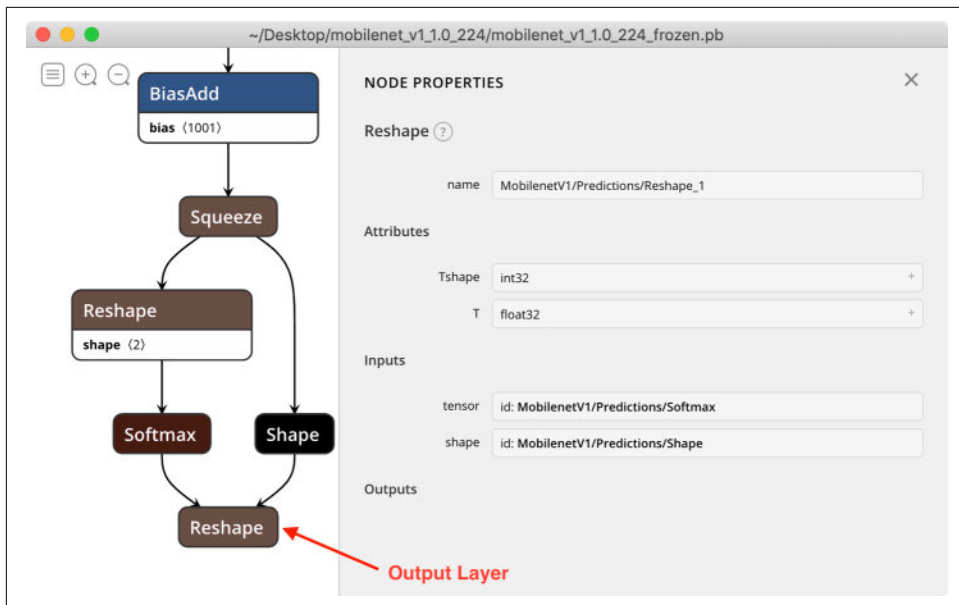 ~/Desktop/mobilenet_v1_1.0_224/mobilenet_v1_1.0_224_frozen.pb
BiasAdd
bias ⟨1001⟩
Squeeze
Reshape
shape ⟨2⟩
Softmax
Shape
Reshape
Output Layer
NODE PROPERTIES
Reshape ?
name MobilenetV1/Predictions/Reshape_1
Attributes
Tshape int32 +
T float32 +
Inputs
tensor id: MobilenetV1/Predictions/Softmax
shape id: MobilenetV1/Predictions/Shape
Outputs